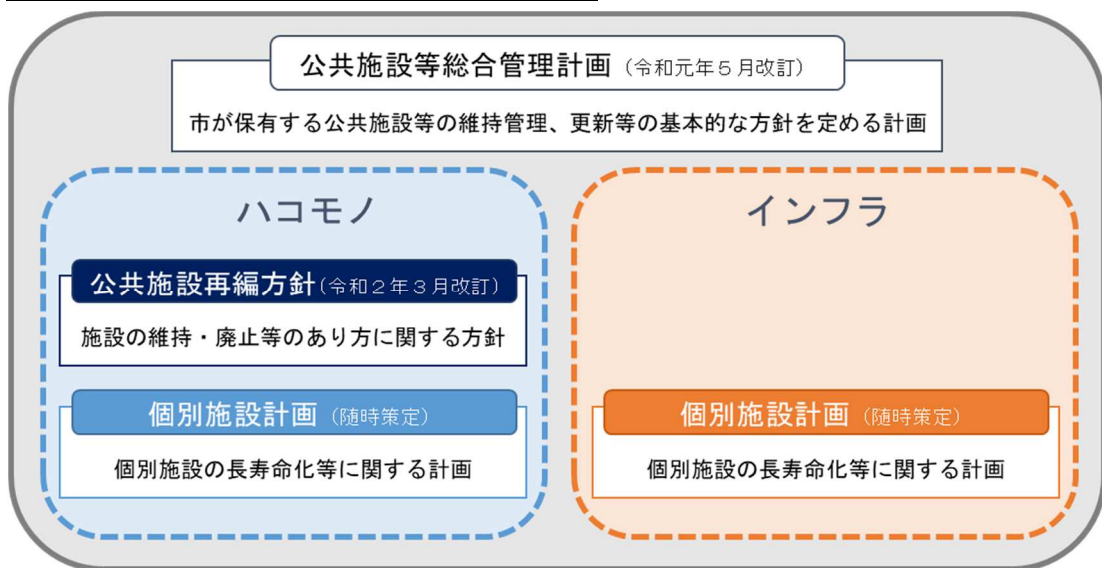 公共施設等総合管理計画（令和元年５月改訂）
市が保有する公共施設等の維持管理、更新等の基本的な方針を定める計画
ハコモノ
公共施設再編方針（令和２年３月改訂）
施設の維持・廃止等のあり方に関する方針
個別施設計画（随時策定）
個別施設の長寿命化等に関する計画
インフラ
個別施設計画（随時策定）
個別施設の長寿命化等に関する計画